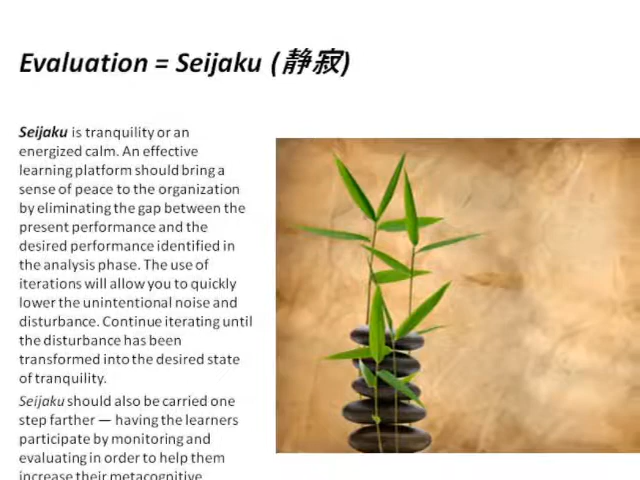 Evaluation = Seijaku (静寂)
Seijaku is tranquility or an
energized calm. An effective
learning platform should bring a
sense of peace to the organization
by eliminating the gap between the
present performance and the
desired performance identified in
the analysis phase. The use of
iterations will allow you to quickly
lower the unintentional noise and
disturbance. Continue iterating until
the disturbance has been
transformed into the desired state
of tranquility.
Seijaku should also be carried one
step farther — having the learners
participate by monitoring and
evaluating in order to help them
increase their metacognitive